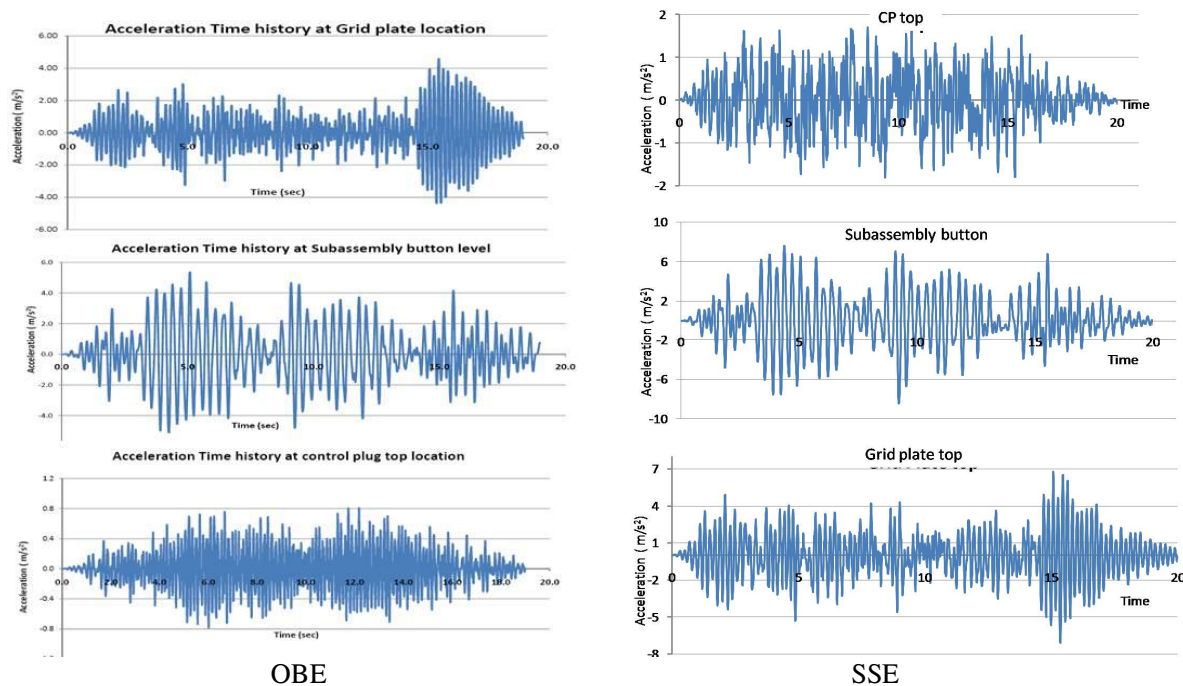 Acceleration Time history at Grid plate location
6.00
4.00
2.00
0.00
-2.00
-4.00
-6.00
Acceleration ( m/s²)
0.0 5.0 15.0 20.0
Time (sec)
Acceleration Time history at Subassembly button level
6.0
4.0
2.0
0.0
-2.0
-4.0
Acceleration ( m/s²)
0.0 5.0 10.0 15.0 20.0
Time (sec)
Acceleration Time history at control plug top location
1.2
0.8
0.4
0.0
-0.4
-0.8
Acceleration ( m/s²)
0.0 2.0 4.0 6.0 8.0 10.0 12.0 14.0 16.0 18.0 20.0
Time (sec)
OBE
CP top
2
1
0
-1
-2
Acceleration ( m/s²)
0 5 10 15 20
Time
Subassembly button
10
6
2
-2
-6
-10
Acceleration ( m/s²)
0 5 10 15 20
Time
Grid plate top
7
4
1
-2
-5
-8
Acceleration ( m/s²)
0 5 10 15 20
Time
SSE